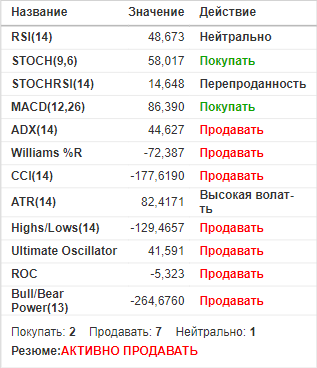 Название Значение Действие
RSI(14) 48,673 Нейтрально
STOCH(9,6) 58,017 Покупать
STOCHRSI(14) 14,648 Перепроданность
MACD(12,26) 86,390 Покупать
ADX(14) 44,627 Продавать
Williams %R -72,387 Продавать
CCI(14) -177,6190 Продавать
ATR(14) 82,4171 Высокая волат-
ть
Highs/Lows(14) -129,4657 Продавать
Ultimate Oscillator 41,591 Продавать
ROC -5,323 Продавать
Bull/Bear
Power(13) -264,6760 Продавать
Покупать: 2 Продавать: 7 Нейтрально: 1
Резюме:АКТИВНО ПРОДАВАТЬ